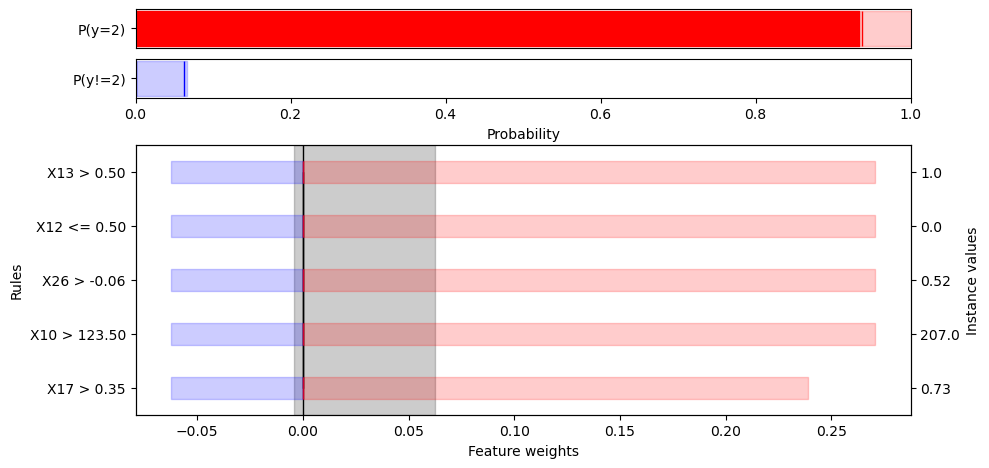 P(y=2)
P(y!=2)
0.0 0.2 0.4 0.6 0.8 1.0
Probability
Rules
X13 > 0.50 1.0
X12 <= 0.50 0.0
X26 > -0.06 0.52
X10 > 123.50 207.0
X17 > 0.35 0.73
Instance values
−0.05 0.00 0.05 0.10 0.15 0.20 0.25
Feature weights